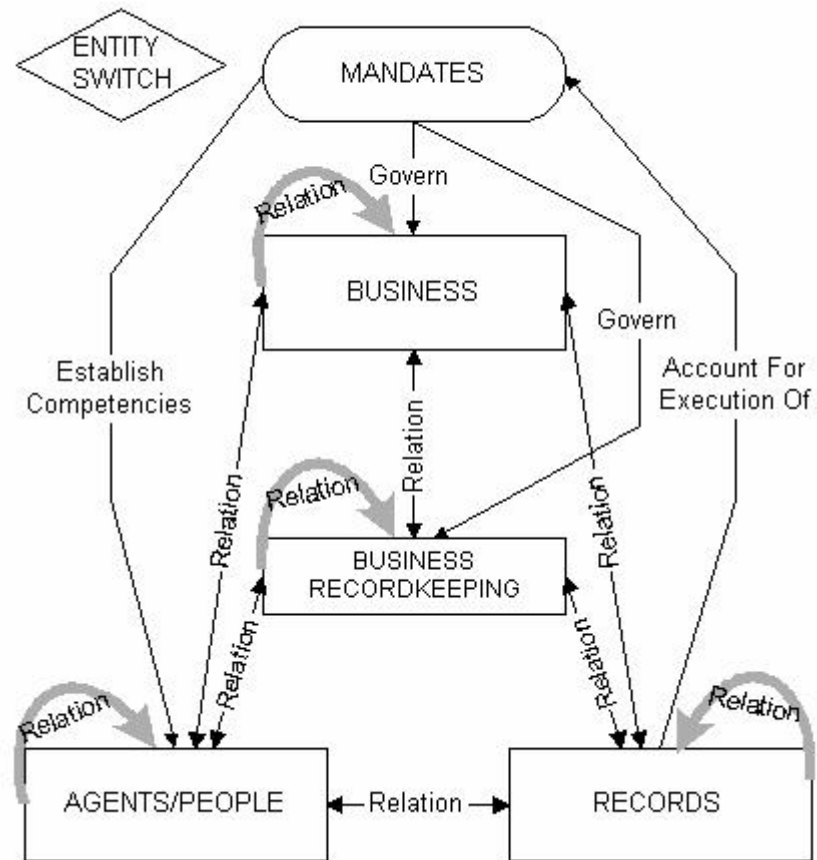 ENTITY
SWITCH
MANDATES
Govern
Relation
BUSINESS
Govern
Establish
Competencies
Account For
Execution Of
Relation
Relation
Relation
Relation
BUSINESS
RECORDKEEPING
Relation
Relation
Relation
Relation
AGENTS/PEOPLE
Relation
RECORDS